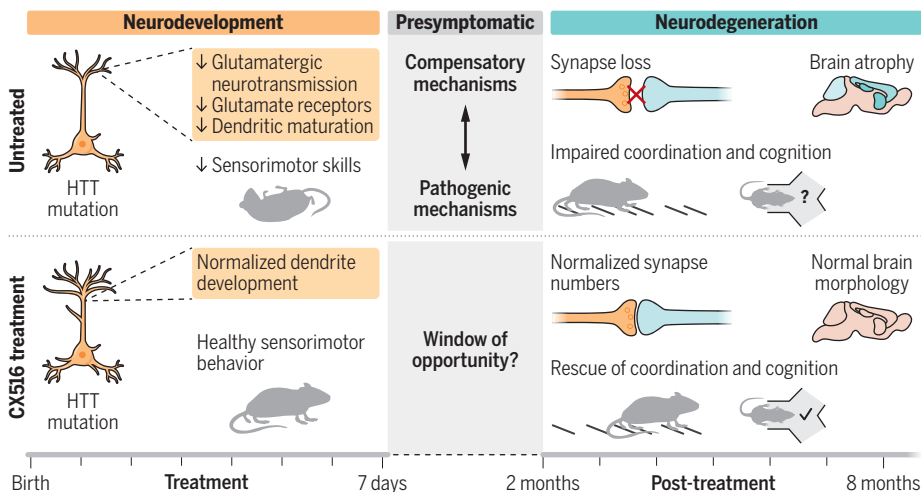 Neurodevelopment
Presymptomatic
Neurodegeneration
Untreated
HTT
mutation
↓ Glutamatergic
neurotransmission
↓ Glutamate receptors
↓ Dendritic maturation
↓ Sensorimotor skills
Compensatory
mechanisms
Pathogenic
mechanisms
Synapse loss
Brain atrophy
Impaired coordination and cognition
?
CX516 treatment
HTT
mutation
Normalized dendrite
development
Healthy sensorimotor
behavior
Window of
opportunity?
Normalized synapse
numbers
Normal brain
morphology
Rescue of coordination and cognition
✓
Birth
Treatment
7 days
2 months
Post-treatment
8 months